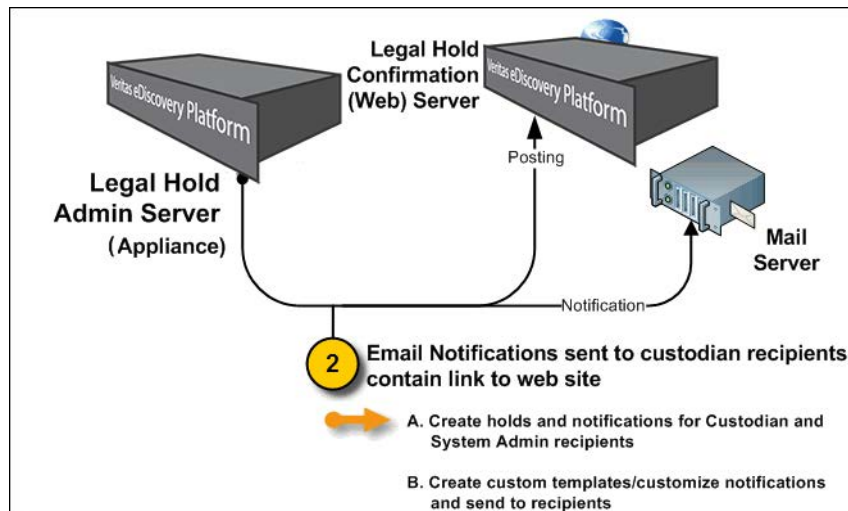 Veritas eDiscovery Platform
Legal Hold
Admin Server
(Appliance)
Legal Hold
Confirmation
(Web) Server
Veritas eDiscovery Platform
Posting
Mail
Server
Notification
2
Email Notifications sent to custodian recipients
contain link to web site
A. Create holds and notifications for Custodian and
System Admin recipients
B. Create custom templates/customize notifications
and send to recipients